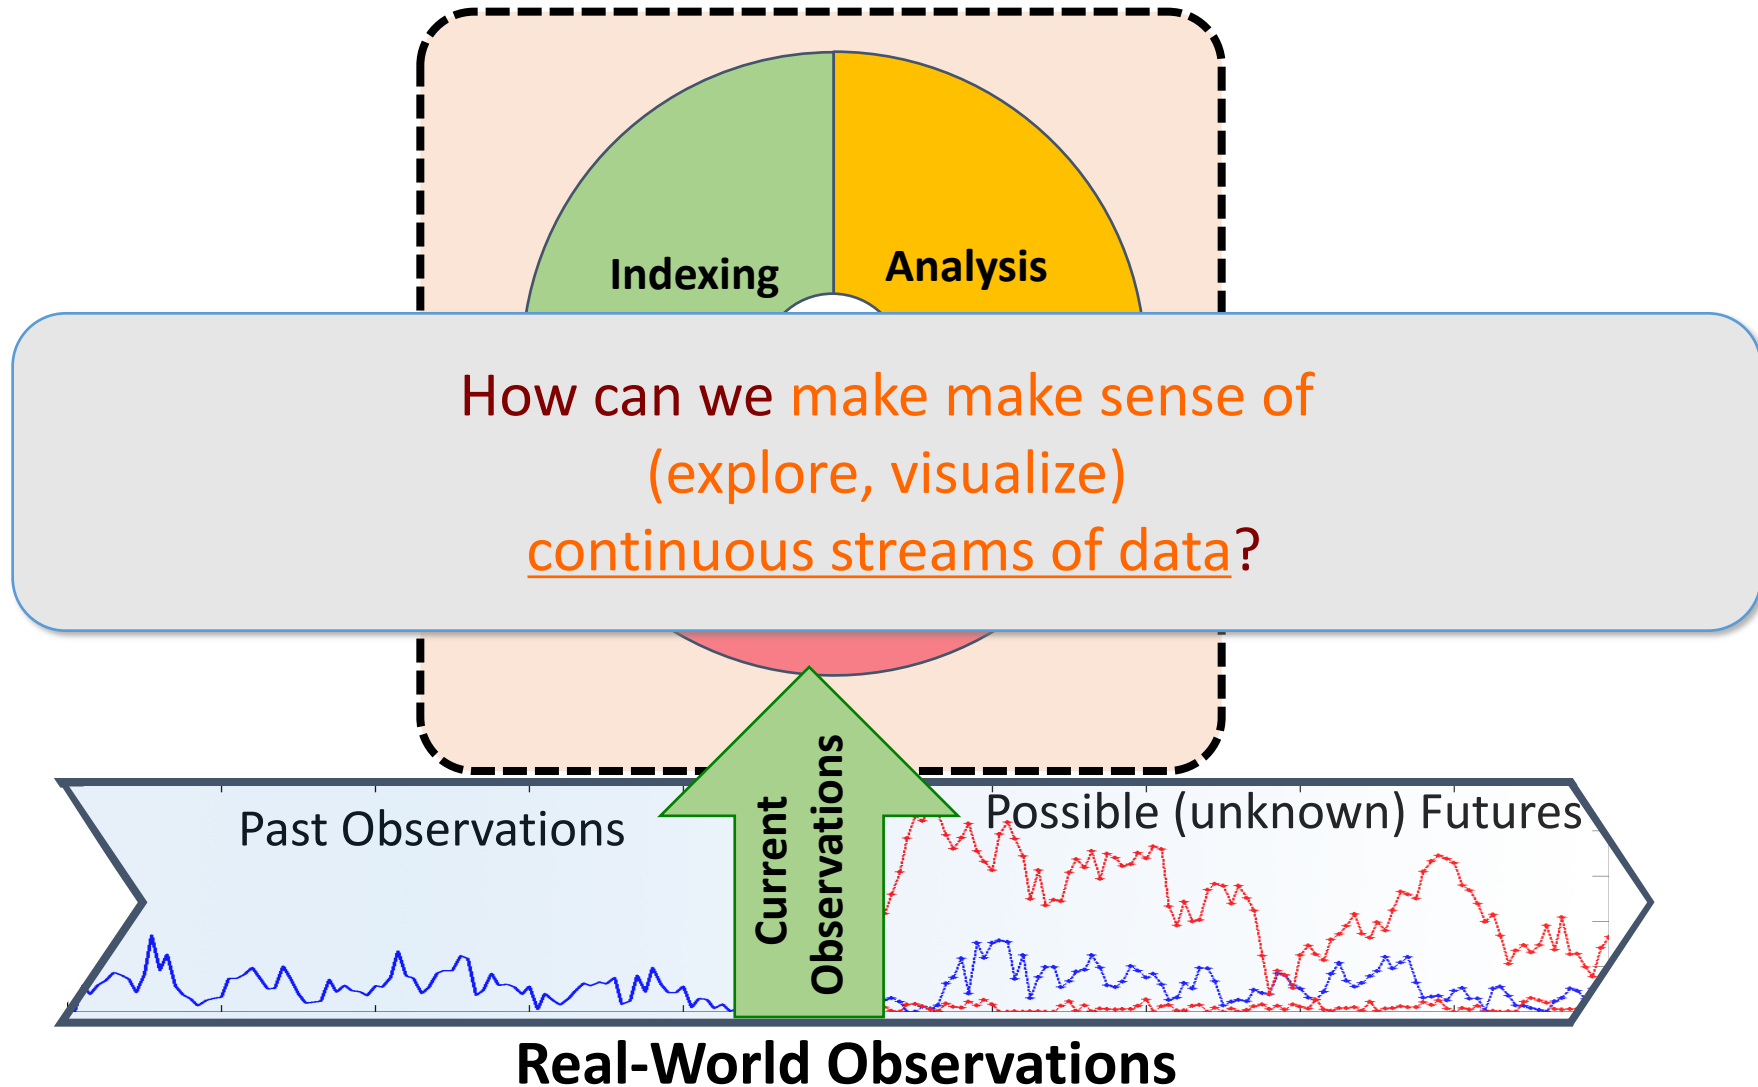 Indexing
Analysis
How can we make make sense of
(explore, visualize)
continuous streams of data?
Past Observations
Current
Observations
Possible (unknown) Futures
Real-World Observations